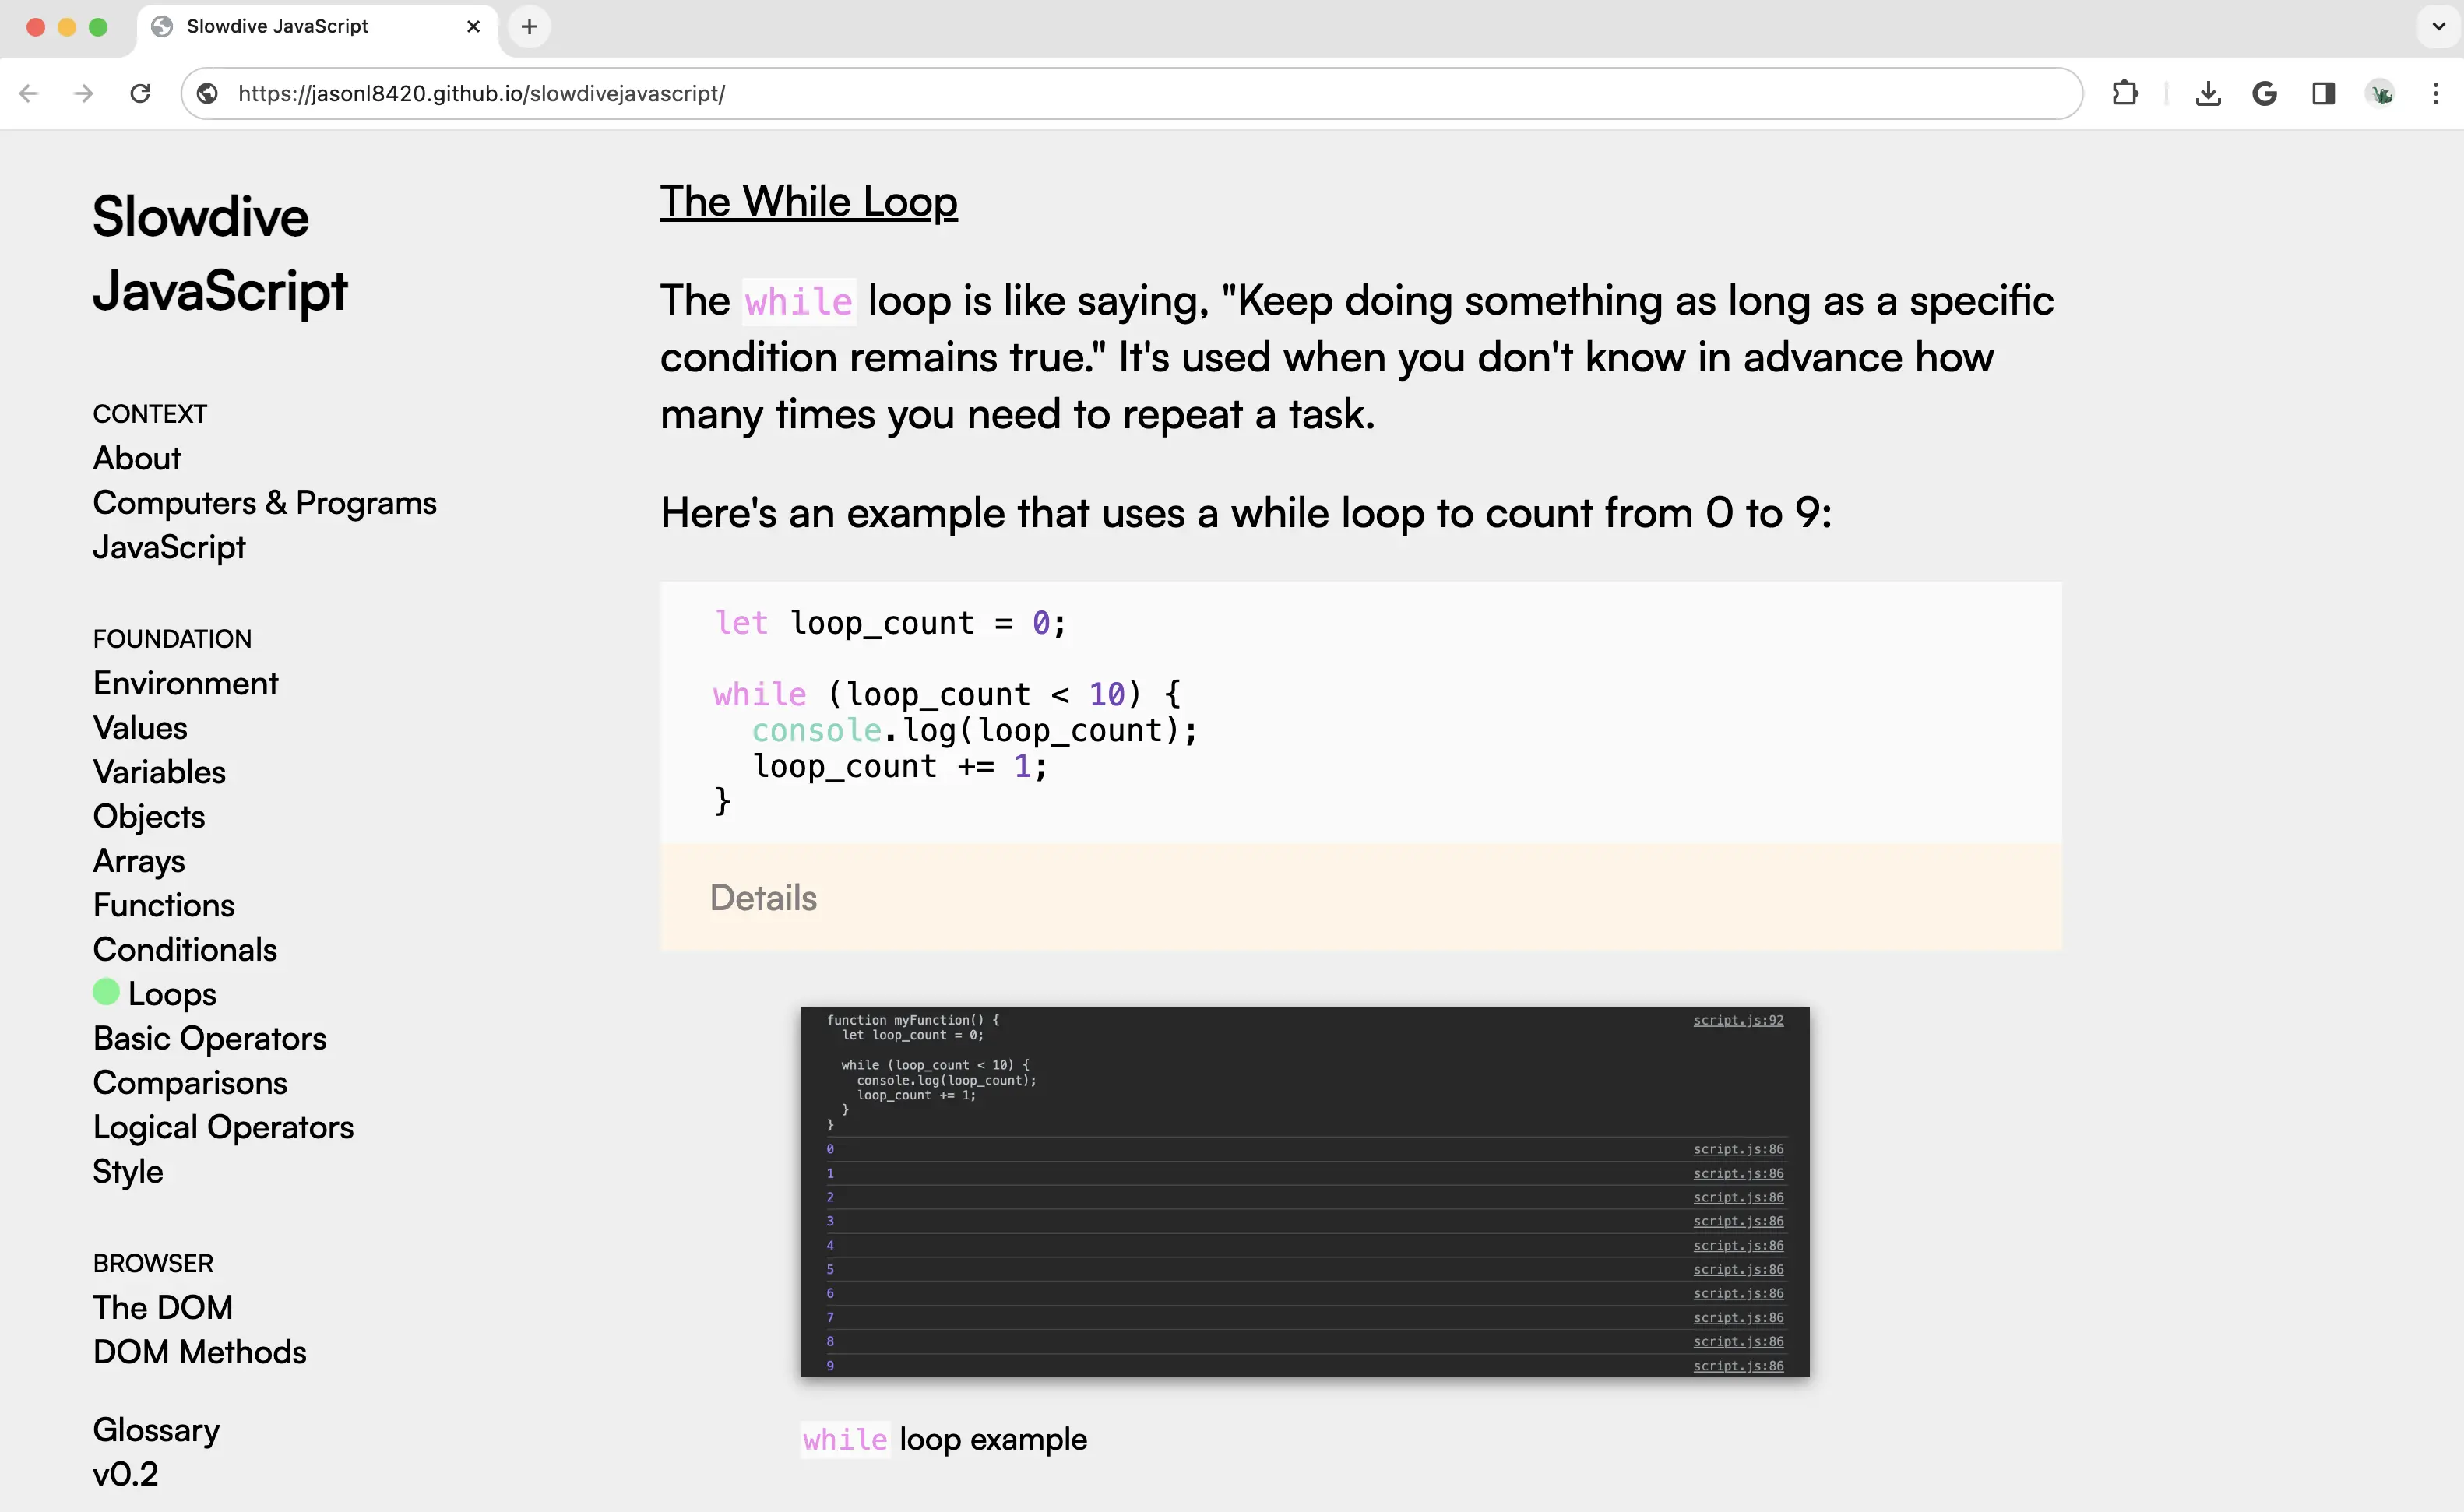 Slowdive JavaScript
https://jasonl8420.github.io/slowdivejavascript/
Slowdive
JavaScript
CONTEXT
About
Computers & Programs
JavaScript
FOUNDATION
Environment
Values
Variables
Objects
Arrays
Functions
Conditionals
Loops
Basic Operators
Comparisons
Logical Operators
Style
BROWSER
The DOM
DOM Methods
Glossary
v0.2
The While Loop
The while loop is like saying, "Keep doing something as long as a specific
condition remains true." It's used when you don't know in advance how
many times you need to repeat a task.
Here's an example that uses a while loop to count from 0 to 9:
let loop_count = 0;
while (loop_count < 10) {
  console.log(loop_count);
  loop_count += 1;
}
Details
function myFunction() { script.js:92
  let loop_count = 0;
  while (loop_count < 10) {
    console.log(loop_count);
    loop_count += 1;
  }
}
0 script.js:86
1 script.js:86
2 script.js:86
3 script.js:86
4 script.js:86
5 script.js:86
6 script.js:86
7 script.js:86
8 script.js:86
9 script.js:86
while loop example